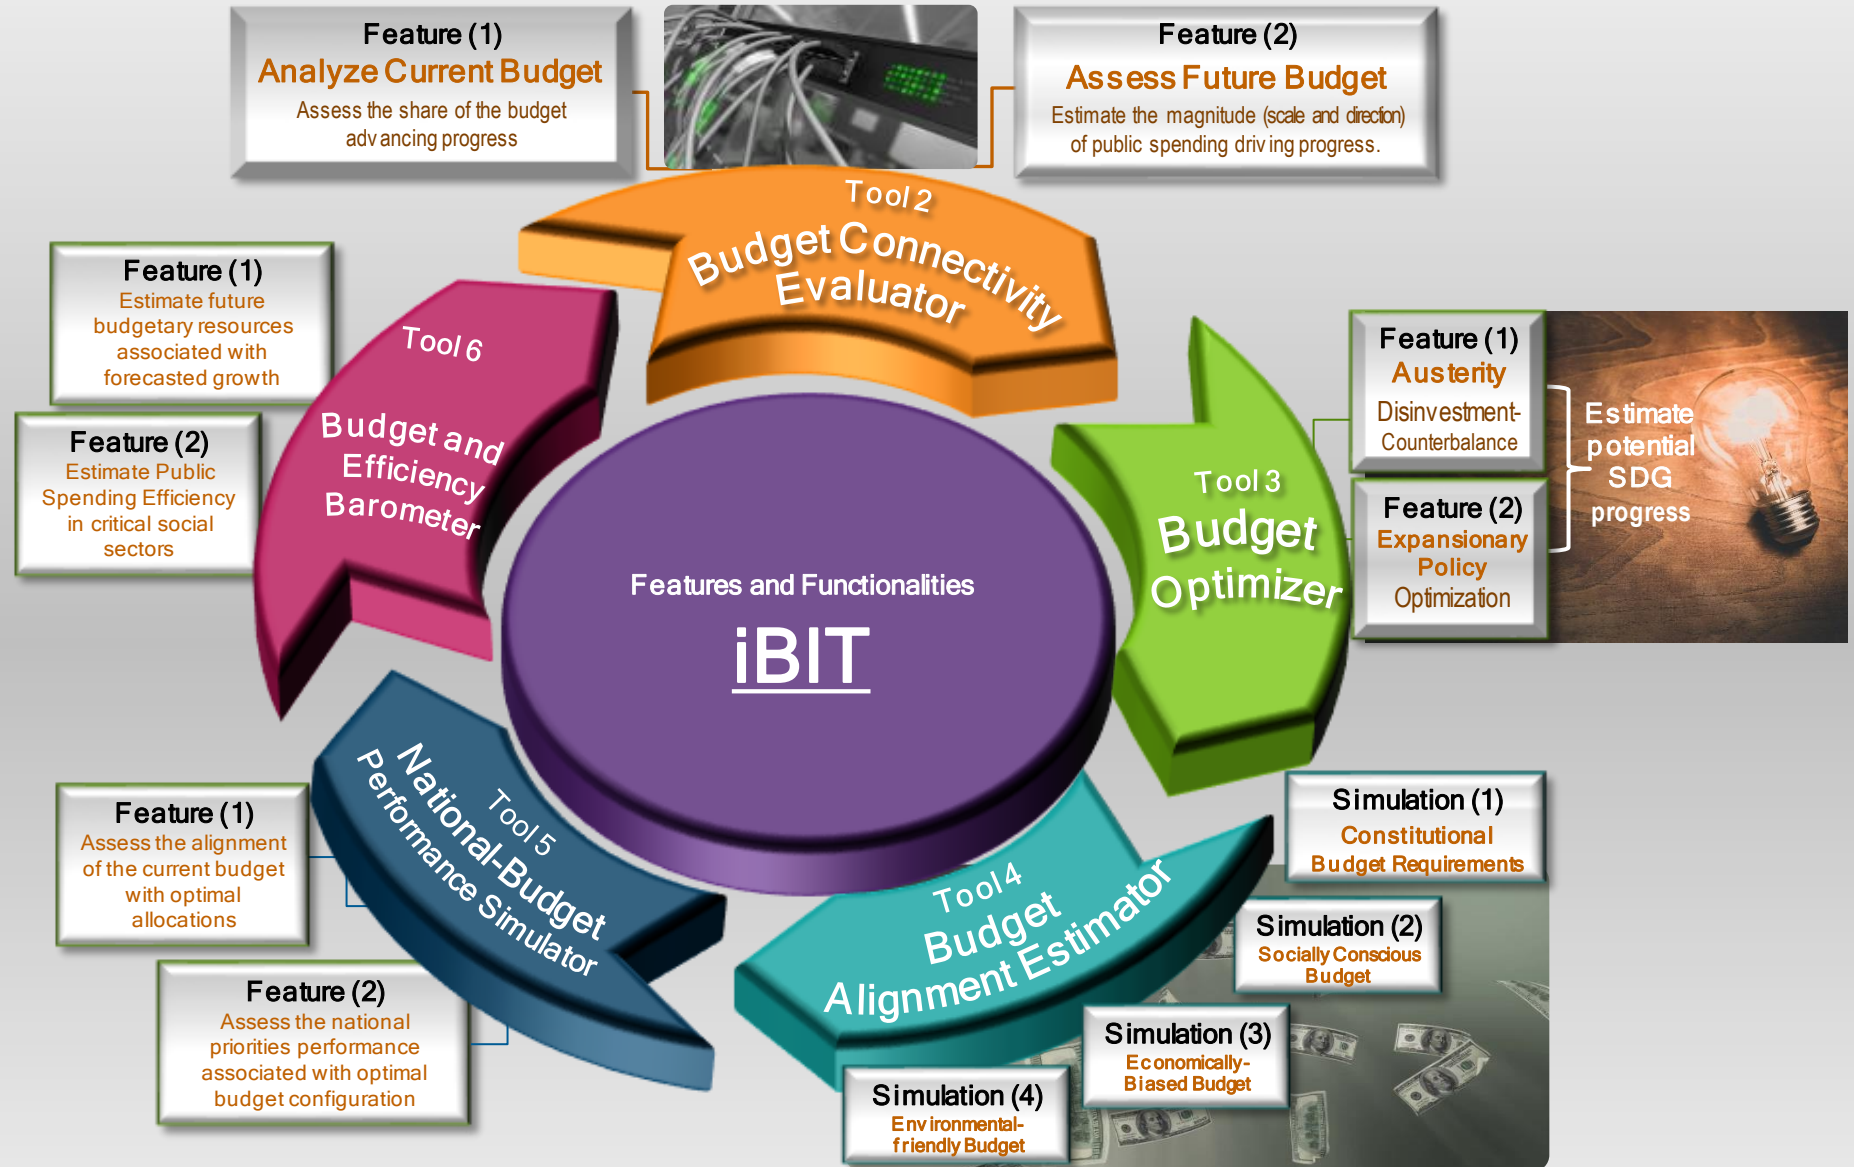 Feature (1)
Analyze Current Budget
Assess the share of the budget
advancing progress
Feature (2)
Assess Future Budget
Estimate the magnitude (scale and direction)
of public spending driving progress.
Tool 2
Budget Connectivity
Evaluator
Feature (1)
Estimate future
budgetary resources
associated with
forecasted growth
Feature (2)
Estimate Public
Spending Efficiency
in critical social
sectors
Tool 6
Budget and
Efficiency
Barometer
Features and Functionalities
iBIT
Tool 3
Budget
Optimizer
Feature (1)
Austerity
Disinvestment-
Counterbalance
Feature (2)
Expansionary
Policy
Optimization
Estimate
potential
SDG
progress
Tool 5
National-Budget
Performance Simulator
Feature (1)
Assess the alignment
of the current budget
with optimal
allocations
Feature (2)
Assess the national
priorities performance
associated with optimal
budget configuration
Tool 4
Budget
Alignment Estimator
Simulation (1)
Constitutional
Budget Requirements
Simulation (2)
Socially Conscious
Budget
Simulation (3)
Economically-
Biased Budget
Simulation (4)
Environmental-
friendly Budget